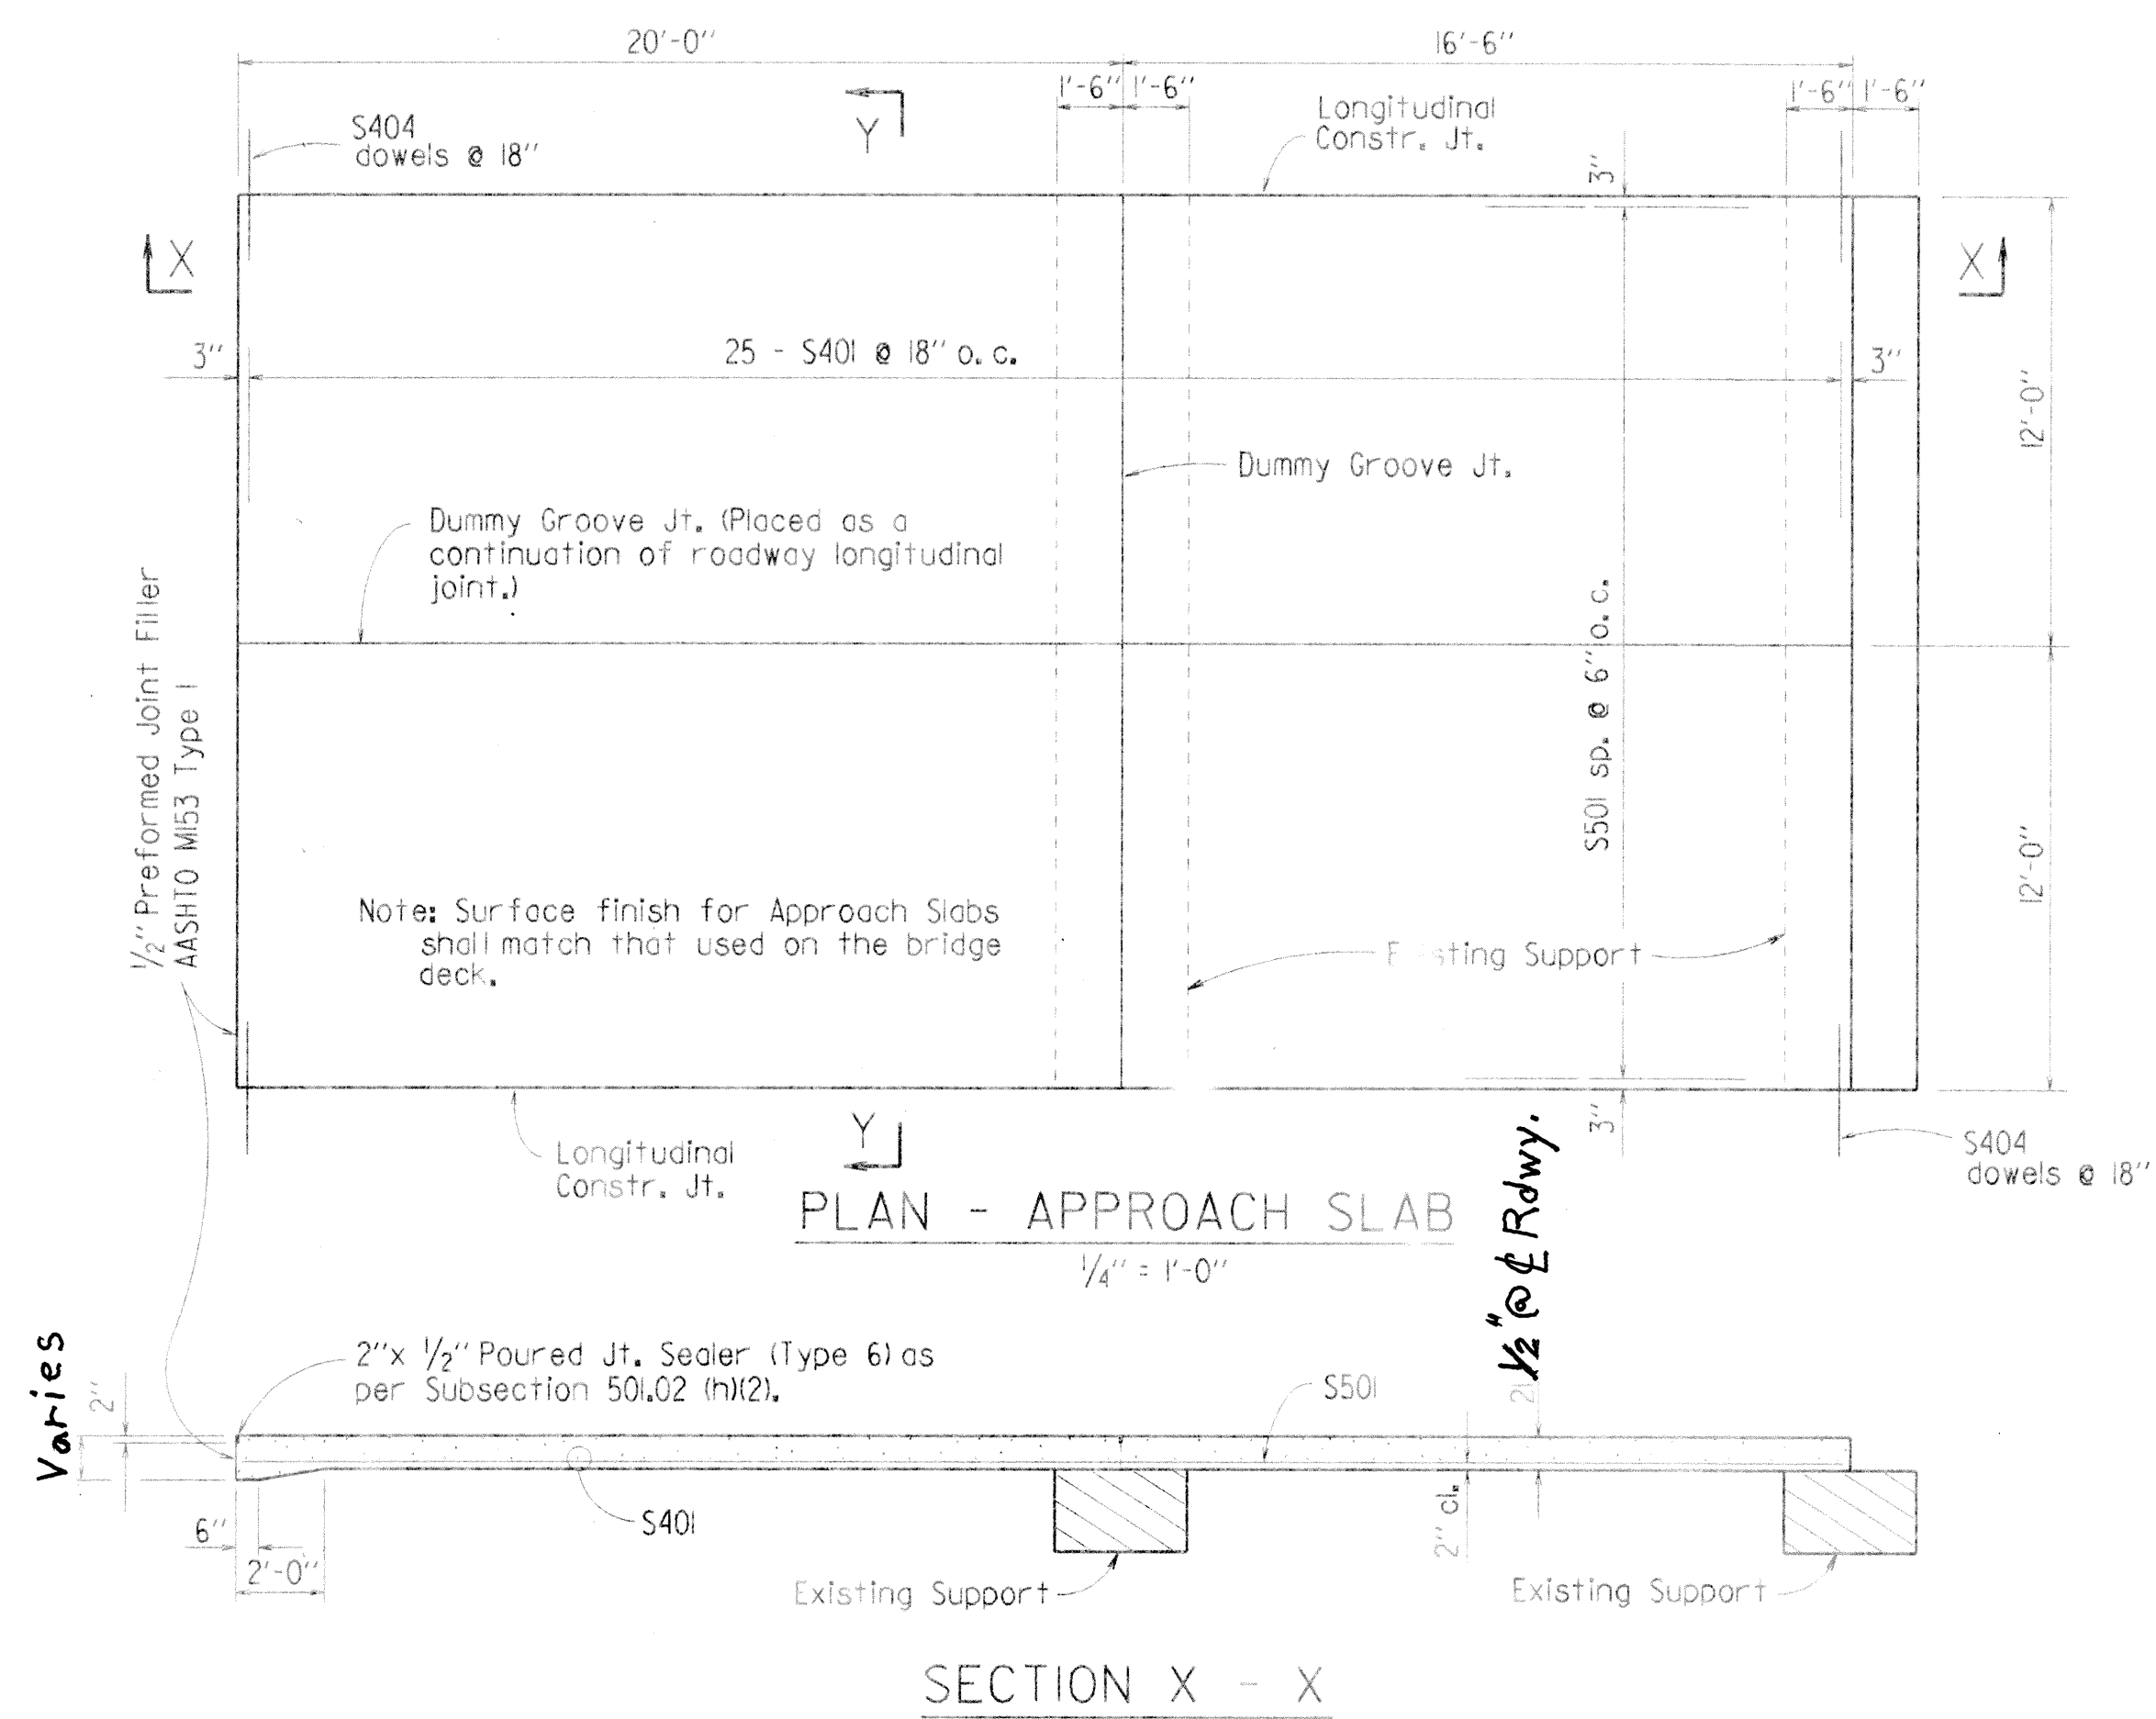 20'-0"
16'-6"
1'-6"
1'-6"
1'-6"
1'-6"
S404
dowels @ 18"
Y
Longitudinal
Constr. Jt.
3"
X
X
3"
25 - S401 @ 18" o.c.
3"
12'-0"
Dummy Groove Jt.
Dummy Groove Jt. (Placed as a
continuation of roadway longitudinal
joint.)
1/2" Preformed Joint Filler
AASHTO M153 Type 1
S501 sp. @ 6" o.c.
12'-0"
Note: Surface finish for Approach Slabs
shall match that used on the bridge
deck.
Existing Support
Y
Longitudinal
Constr. Jt.
3"
S404
dowels @ 18"
PLAN - APPROACH SLAB
1/4" = 1'-0"
1/2" @ ℄ Rdwy.
Varies
2"
2"x 1/2" Poured Jt. Sealer (Type 6) as
per Subsection 501.02 (h)(2).
S501
S401
2" cl.
6"
2'-0"
Existing Support
Existing Support
SECTION X - X